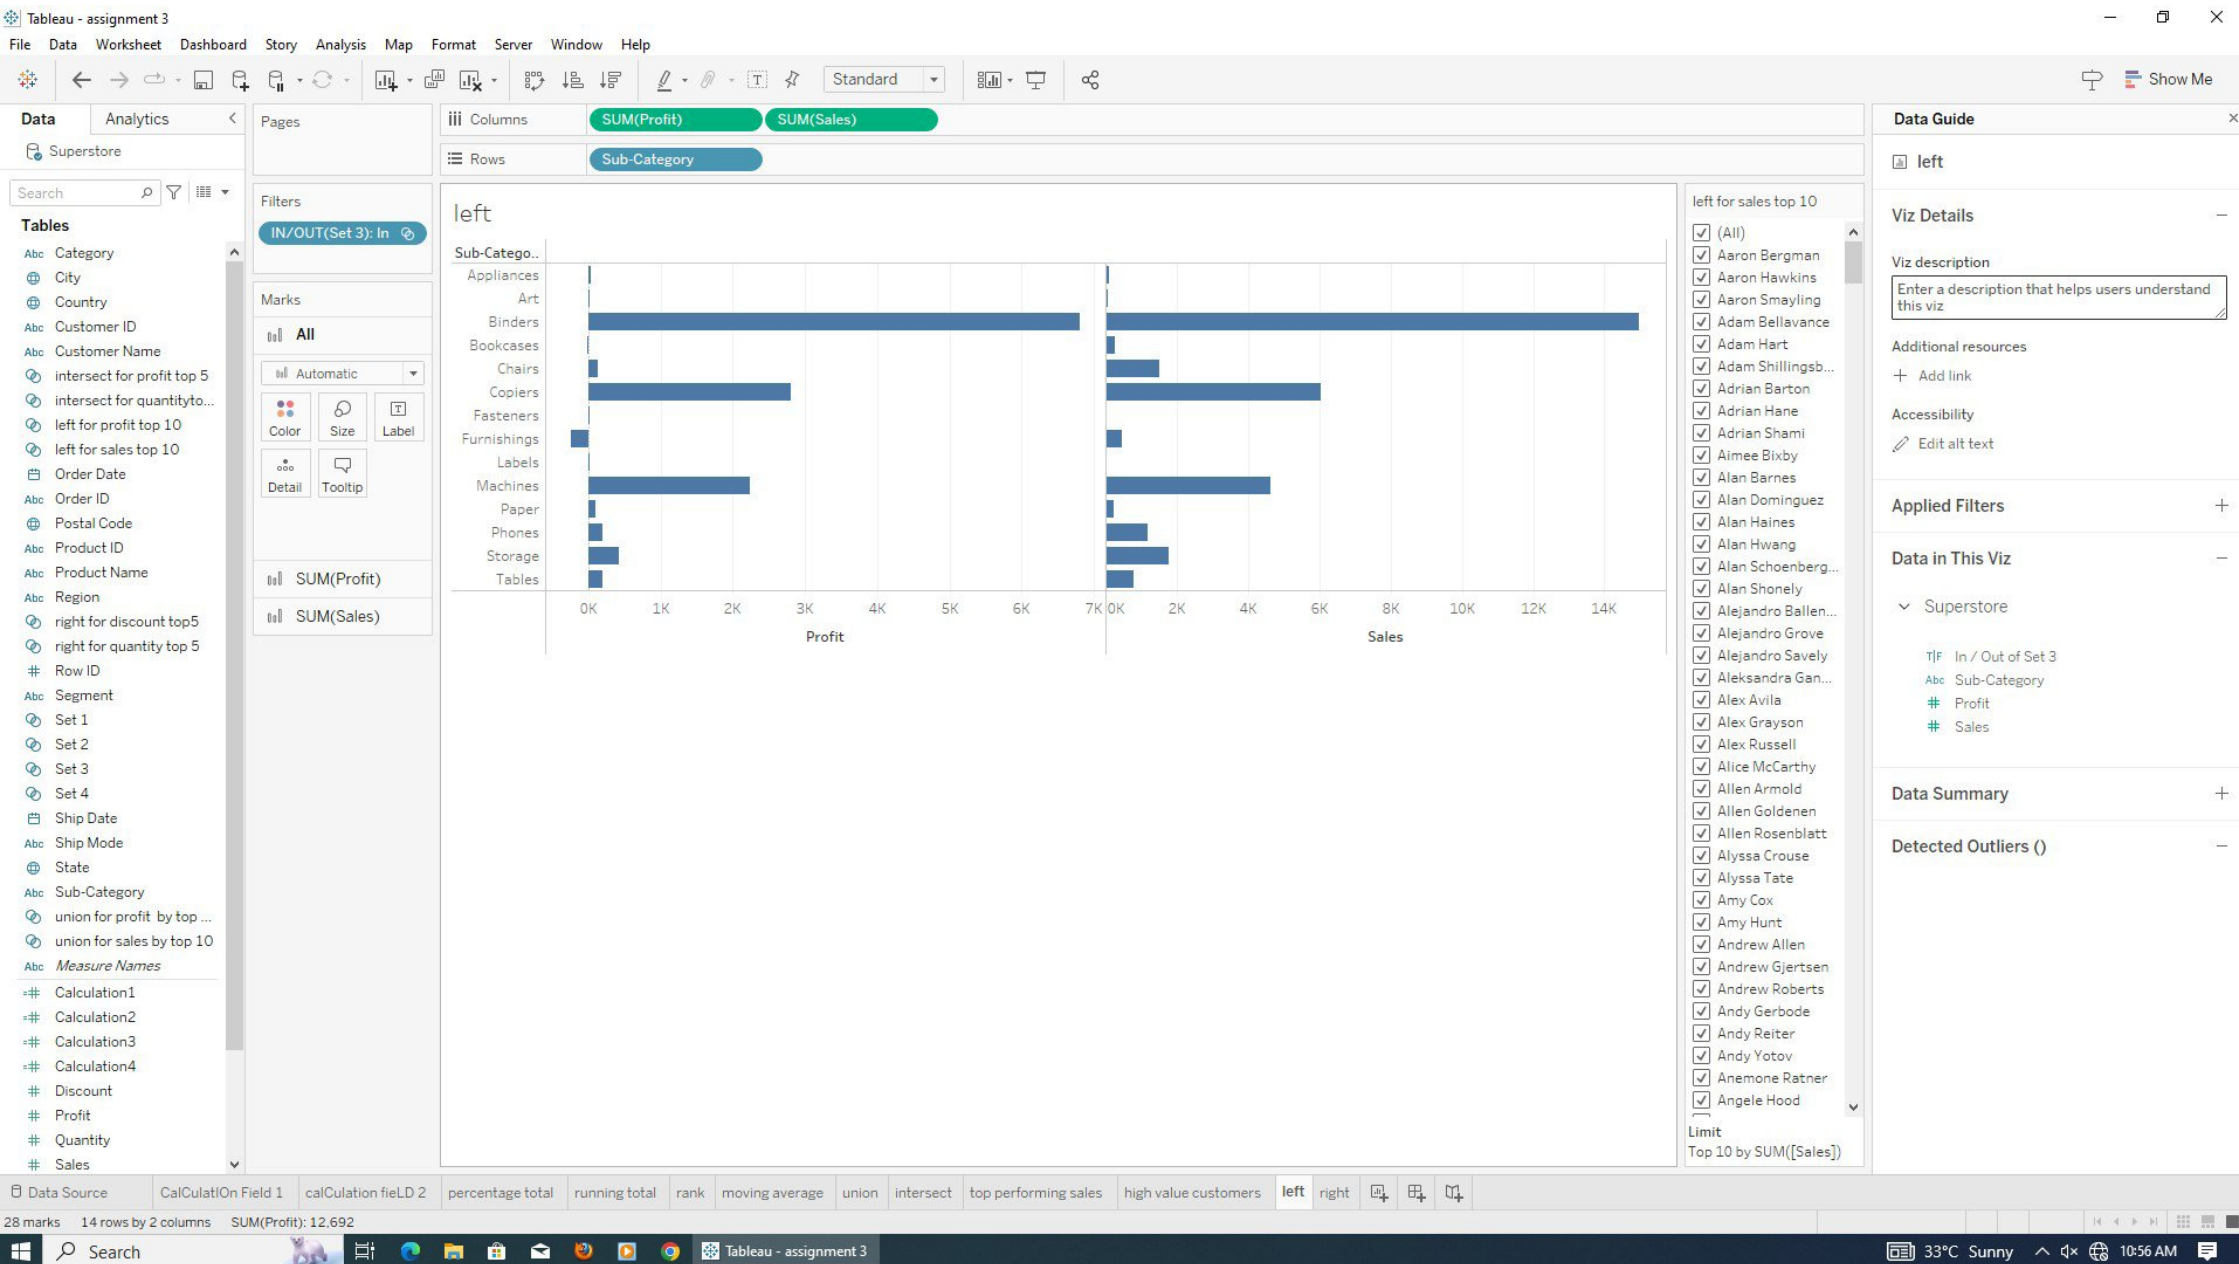 Tableau - assignment 3
File Data Worksheet Dashboard Story Analysis Map Format Server Window Help
Standard
Show Me
Data Analytics
Superstore
Search
Tables
Abc Category
City
Country
Abc Customer ID
Abc Customer Name
intersect for profit top 5
intersect for quantityto...
left for profit top 10
left for sales top 10
Order Date
Abc Order ID
Postal Code
Abc Product ID
Abc Product Name
Abc Region
right for discount top5
right for quantity top 5
# Row ID
Abc Segment
Set 1
Set 2
Set 3
Set 4
Ship Date
Abc Ship Mode
State
Abc Sub-Category
union for profit by top ...
union for sales by top 10
Abc Measure Names
=# Calculation1
=# Calculation2
=# Calculation3
=# Calculation4
# Discount
# Profit
# Quantity
# Sales
Pages
Filters
IN/OUT(Set 3): In
Marks
All
Automatic
Color Size Label
Detail Tooltip
SUM(Profit)
SUM(Sales)
Columns SUM(Profit) SUM(Sales)
Rows Sub-Category
left
Sub-Catego..
Appliances
Art
Binders
Bookcases
Chairs
Copiers
Fasteners
Furnishings
Labels
Machines
Paper
Phones
Storage
Tables
0K 1K 2K 3K 4K 5K 6K 7K 0K 2K 4K 6K 8K 10K 12K 14K
Profit Sales
left for sales top 10
(All)
Aaron Bergman
Aaron Hawkins
Aaron Smayling
Adam Bellavance
Adam Hart
Adam Shillingsb...
Adrian Barton
Adrian Hane
Adrian Shami
Aimee Bixby
Alan Barnes
Alan Dominguez
Alan Haines
Alan Hwang
Alan Schoenberg...
Alan Shonely
Alejandro Ballen...
Alejandro Grove
Alejandro Savely
Aleksandra Gan...
Alex Avila
Alex Grayson
Alex Russell
Alice McCarthy
Allen Armold
Allen Goldenen
Allen Rosenblatt
Alyssa Crouse
Alyssa Tate
Amy Cox
Amy Hunt
Andrew Allen
Andrew Gjertsen
Andrew Roberts
Andy Gerbode
Andy Reiter
Andy Yotov
Anemone Ratner
Angele Hood
Limit
Top 10 by SUM([Sales])
Data Guide
left
Viz Details
Viz description
Enter a description that helps users understand
this viz
Additional resources
Add link
Accessibility
Edit alt text
Applied Filters
Data in This Viz
Superstore
T|F In / Out of Set 3
Abc Sub-Category
# Profit
# Sales
Data Summary
Detected Outliers ()
Data Source CalCulatIOn Field 1 calCulation fieLD 2 percentage total running total rank moving average union intersect top performing sales high value customers left right
28 marks 14 rows by 2 columns SUM(Profit): 12,692
Search Tableau - assignment 3 33°C Sunny 10:56 AM